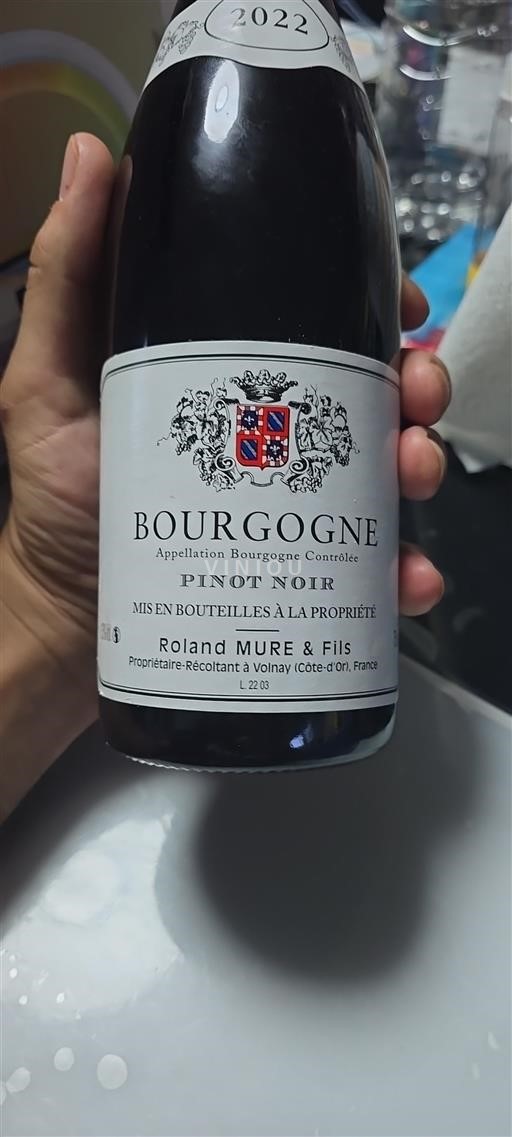 2022
BOURGOGNE
Appellation Bourgogne Contrôlée
VINIOU
PINOT NOIR
MIS EN BOUTEILLES À LA PROPRIÉTÉ
Roland MURE & Fils
Propriétaire-Récoltant à Volnay (Côte-d'Or), France
L. 22 03